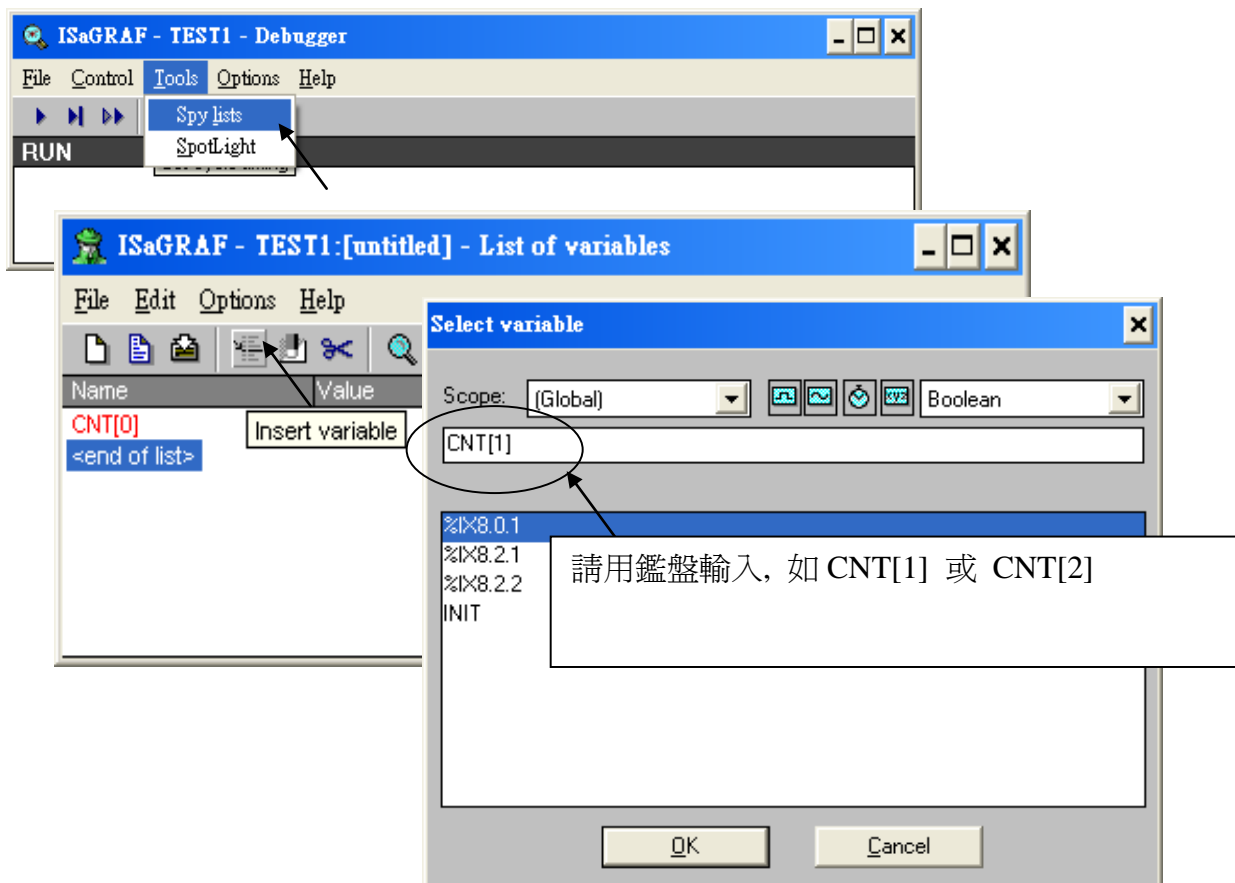 ISaGRAF - TEST1 - Debugger
File Control Tools Options Help
Spy lists
SpotLight
RUN
ISaGRAF - TEST1:[untitled] - List of variables
File Edit Options Help
Name Value
CNT[0]
<end of list>
Insert variable
Select variable
Scope: (Global) Boolean
CNT[1]
%IX8.0.1
%IX8.2.1
%IX8.2.2
INIT
請用鑑盤輸入, 如 CNT[1] 或 CNT[2]
OK Cancel